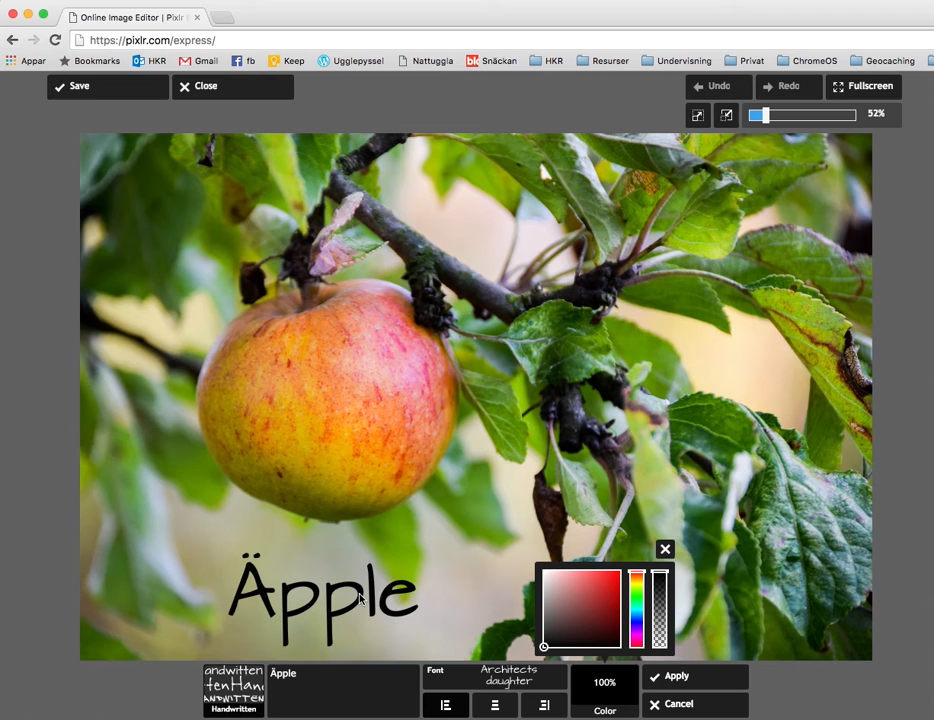 Online Image Editor | Pixlr
https://pixlr.com/express/
Appar Bookmarks HKR Gmail fb Keep Ugglepyssel Nattuggla Snäckan HKR Resurser Undervisning Privat ChromeOS Geocaching
Save Close Undo Redo Fullscreen
52%
Äpple
Handwritten
Äpple
Font Architects daughter
100%
Color
Apply
Cancel